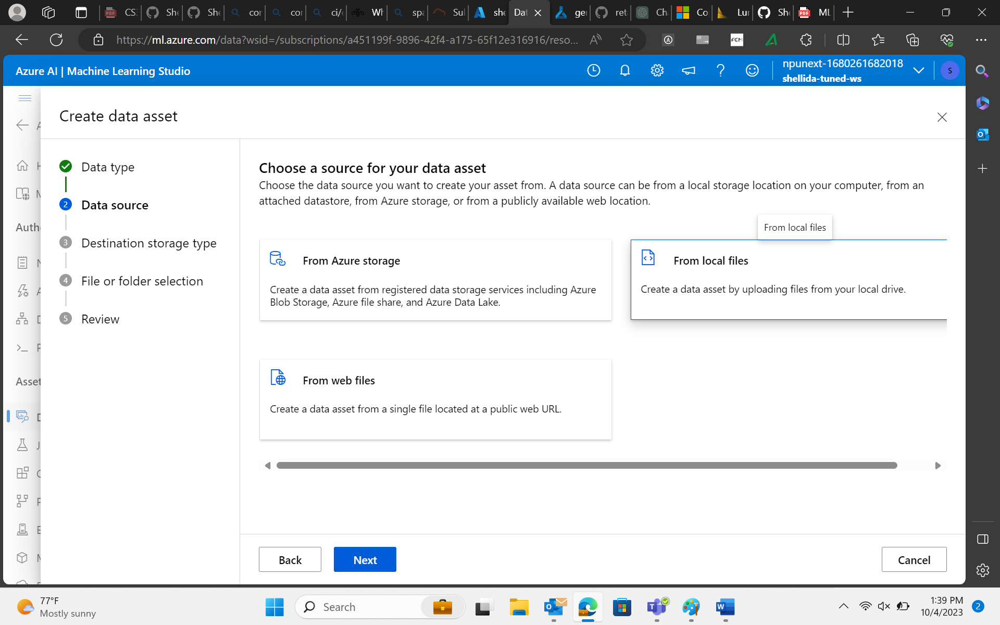 CS
She
She
cor
cor
ci/
Wh
spa
Sul
she
Dat
ger
ret
Ch
Co
Lur
She
ML
https://ml.azure.com/data?wsid=/subscriptions/a451199f-9896-42f4-a175-65f12e316916/reso...
FCM
Azure AI | Machine Learning Studio
npunext-1680261682018
shellida-tuned-ws
S
Create data asset
Auth
Asset
Data type
2 Data source
3 Destination storage type
4 File or folder selection
5 Review
Choose a source for your data asset
Choose the data source you want to create your asset from. A data source can be from a local storage location on your computer, from an
attached datastore, from Azure storage, or from a publicly available web location.
From local files
From Azure storage
Create a data asset from registered data storage services including Azure
Blob Storage, Azure file share, and Azure Data Lake.
From local files
Create a data asset by uploading files from your local drive.
From web files
Create a data asset from a single file located at a public web URL.
Back
Next
Cancel
77°F
Mostly sunny
Search
1:39 PM
10/4/2023
2